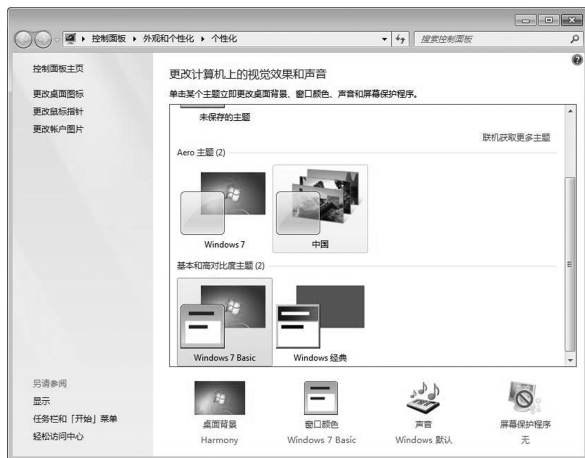 控制面板 ▸ 外观和个性化 ▸ 个性化
搜索控制面板
控制面板主页
更改桌面图标
更改鼠标指针
更改帐户图片
更改计算机上的视觉效果和声音
单击某个主题立即更改桌面背景、窗口颜色、声音和屏幕保护程序。
未保存的主题
联机获取更多主题
Aero 主题 (2)
Windows 7
中国
基本和高对比度主题 (2)
Windows 7 Basic
Windows 经典
另请参阅
显示
任务栏和「开始」菜单
轻松访问中心
桌面背景
Harmony
窗口颜色
Windows 7 Basic
声音
Windows 默认
屏幕保护程序
无